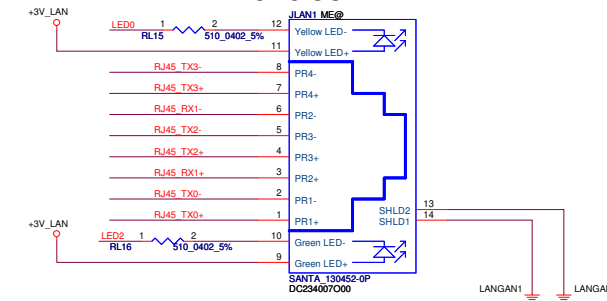 JLAN1 ME@
+3V_LAN
LED0 1 2 12 Yellow LED-
RL15 510_0402_5%
11 Yellow LED+
RJ45_TX3- 8 PR4-
RJ45_TX3+ 7 PR4+
RJ45_RX1- 6 PR2-
RJ45_TX2- 5 PR3-
RJ45_TX2+ 4 PR3+
RJ45_RX1+ 3 PR2+
RJ45_TX0- 2 PR1-
RJ45_TX0+ 1 PR1+
SHLD2 13
SHLD1 14
+3V_LAN
LED2 1 2 10 Green LED-
RL16 510_0402_5%
9 Green LED+
SANTA_130452-0P
DC234007O00
LANGAN1